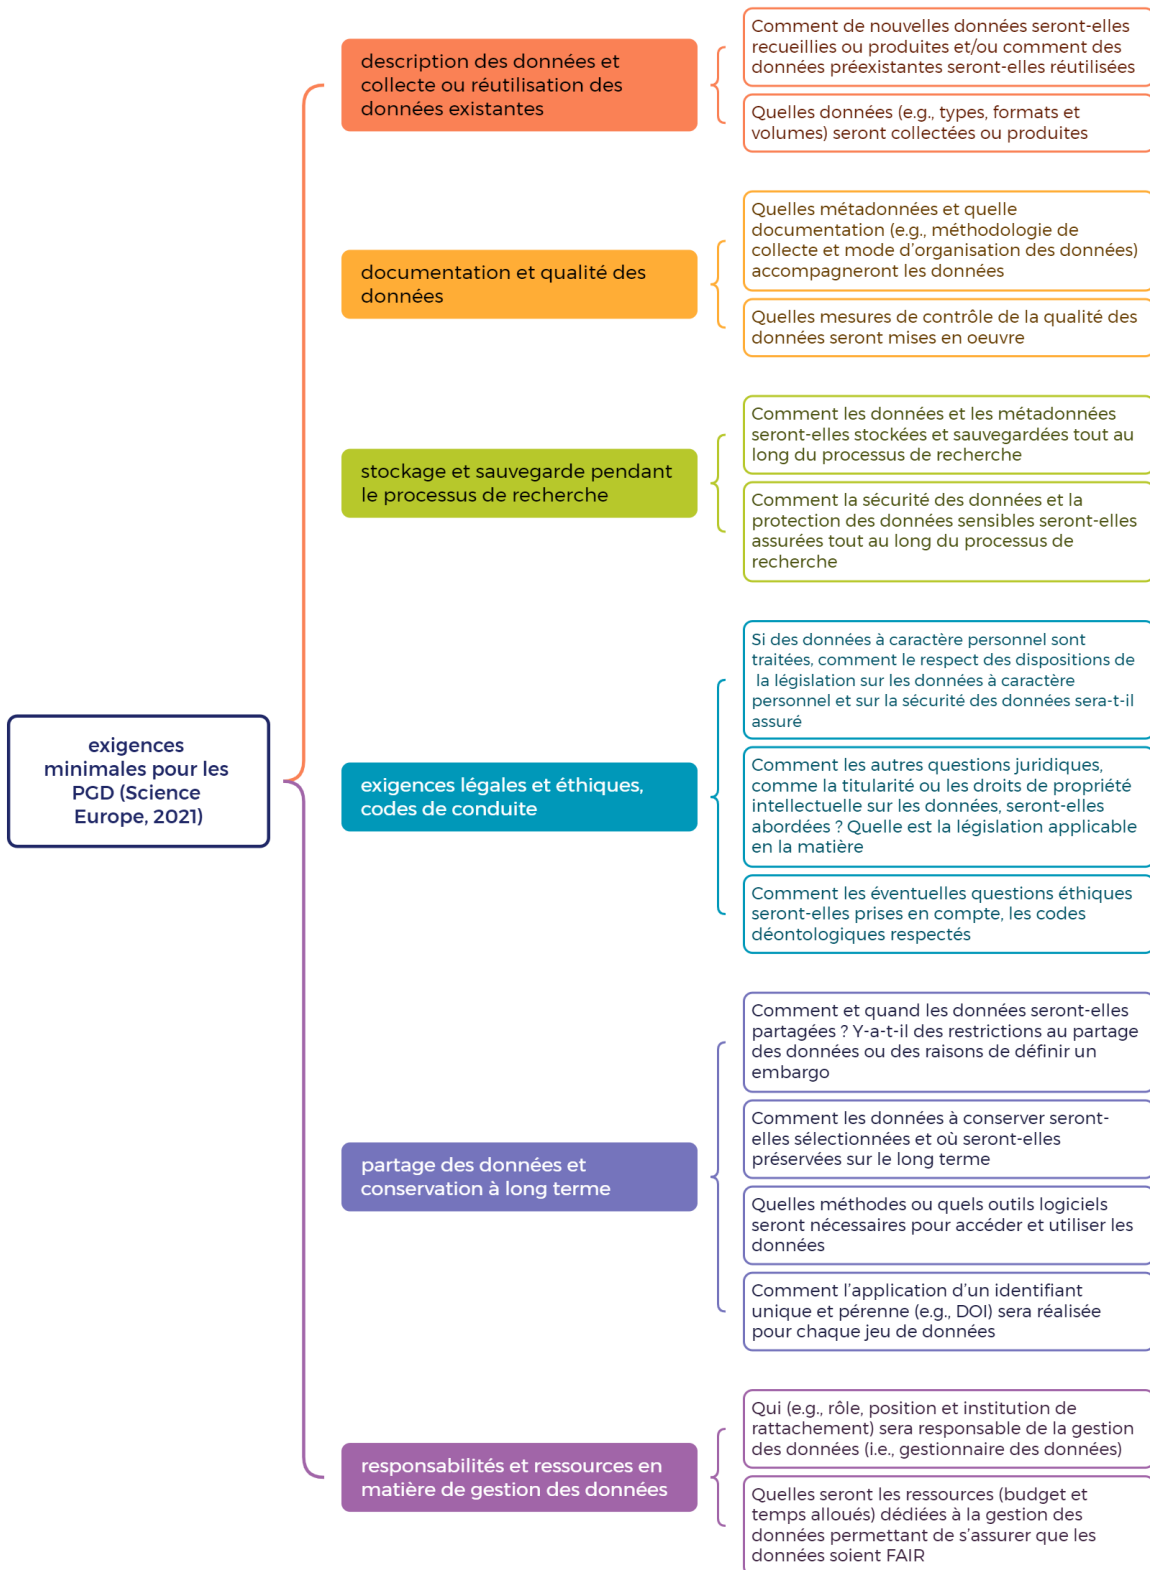 exigences
minimales pour les
PGD (Science
Europe, 2021)
description des données et
collecte ou réutilisation des
données existantes
Comment de nouvelles données seront-elles
recueillies ou produites et/ou comment des
données préexistantes seront-elles réutilisées
Quelles données (e.g., types, formats et
volumes) seront collectées ou produites
documentation et qualité des
données
Quelles métadonnées et quelle
documentation (e.g., méthodologie de
collecte et mode d'organisation des données)
accompagneront les données
Quelles mesures de contrôle de la qualité des
données seront mises en oeuvre
stockage et sauvegarde pendant
le processus de recherche
Comment les données et les métadonnées
seront-elles stockées et sauvegardées tout au
long du processus de recherche
Comment la sécurité des données et la
protection des données sensibles seront-elles
assurées tout au long du processus de
recherche
exigences légales et éthiques,
codes de conduite
Si des données à caractère personnel sont
traitées, comment le respect des dispositions de
la législation sur les données à caractère
personnel et sur la sécurité des données sera-t-il
assuré
Comment les autres questions juridiques,
comme la titularité ou les droits de propriété
intellectuelle sur les données, seront-elles
abordées ? Quelle est la législation applicable
en la matière
Comment les éventuelles questions éthiques
seront-elles prises en compte, les codes
déontologiques respectés
partage des données et
conservation à long terme
Comment et quand les données seront-elles
partagées ? Y-a-t-il des restrictions au partage
des données ou des raisons de définir un
embargo
Comment les données à conserver seront-
elles sélectionnées et où seront-elles
préservées sur le long terme
Quelles méthodes ou quels outils logiciels
seront nécessaires pour accéder et utiliser les
données
Comment l'application d'un identifiant
unique et pérenne (e.g., DOI) sera réalisée
pour chaque jeu de données
responsabilités et ressources en
matière de gestion des données
Qui (e.g., rôle, position et institution de
rattachement) sera responsable de la gestion
des données (i.e., gestionnaire des données)
Quelles seront les ressources (budget et
temps alloués) dédiées à la gestion des
données permettant de s'assurer que les
données soient FAIR